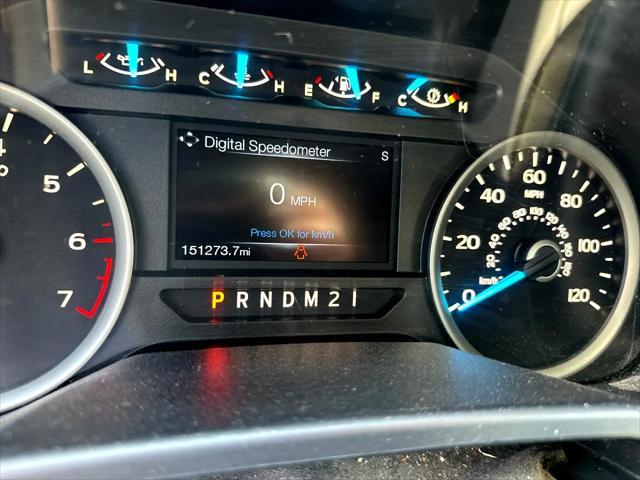 L H C H E F C H
Digital Speedometer S
0 MPH
Press OK for km/h
151273.7mi
P R N D M 2 1
4
5
6
7
0 20 40 60 80 100 120
MPH
km/h